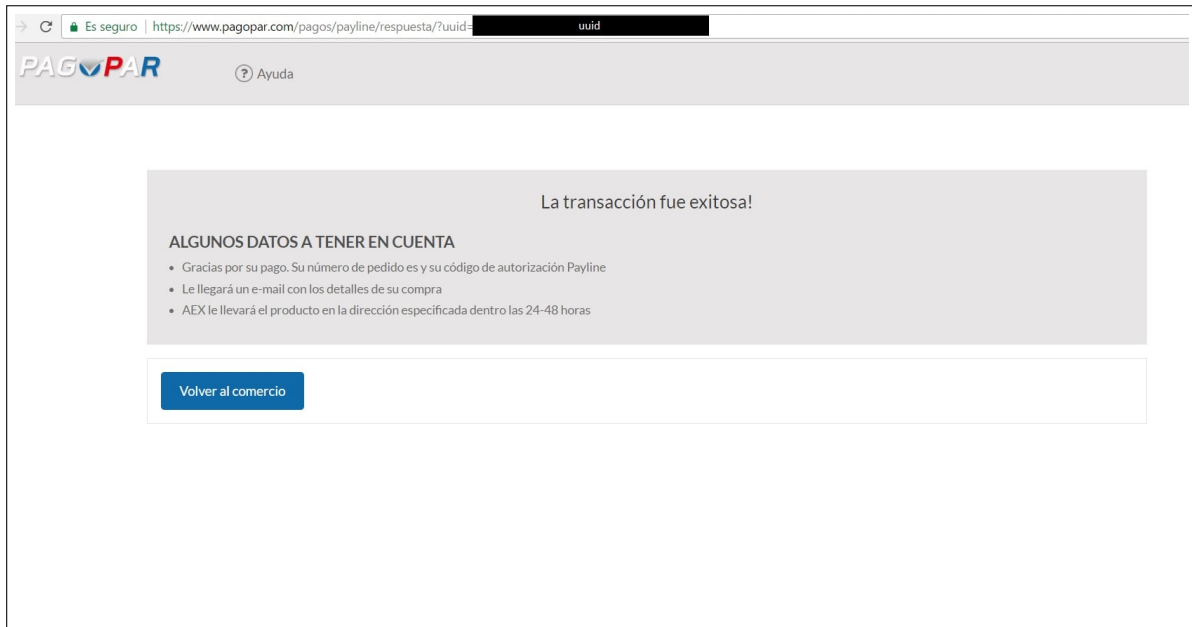 Es seguro | https://www.pagopar.com/pagos/payline/respuesta/?uuid= uuid
PAGOPAR ? Ayuda
La transacción fue exitosa!
ALGUNOS DATOS A TENER EN CUENTA
• Gracias por su pago. Su número de pedido es y su código de autorización Payline
• Le llegará un e-mail con los detalles de su compra
• AEX le llevará el producto en la dirección especificada dentro las 24-48 horas
Volver al comercio